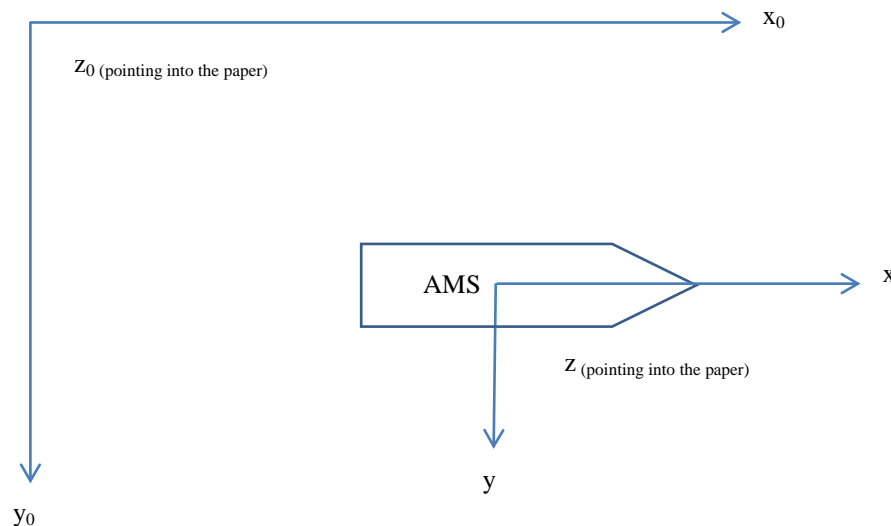 x₀
z₀ (pointing into the paper)
x
AMS
z (pointing into the paper)
y
y₀